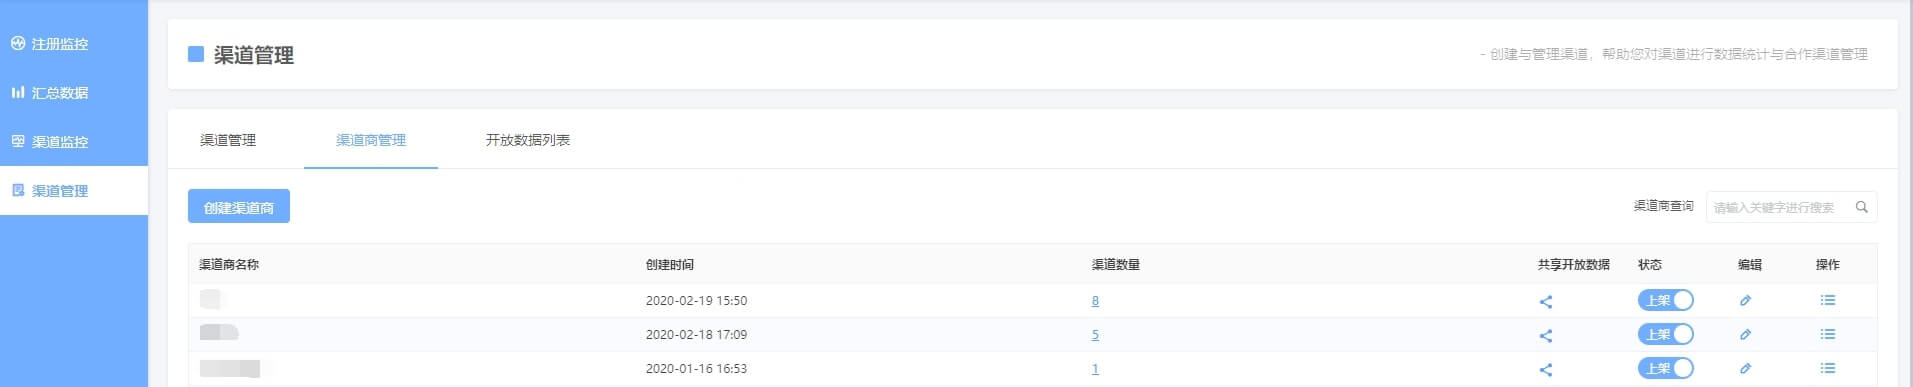 注册监控
汇总数据
渠道监控
渠道管理
渠道管理
- 创建与管理渠道，帮助您对渠道进行数据统计与合作渠道管理
渠道管理 渠道商管理 开放数据列表
创建渠道商
渠道商查询 请输入关键字进行搜索
渠道商名称 创建时间 渠道数量 共享开放数据 状态 编辑 操作
2020-02-19 15:50 8 上架
2020-02-18 17:09 5 上架
2020-01-16 16:53 1 上架